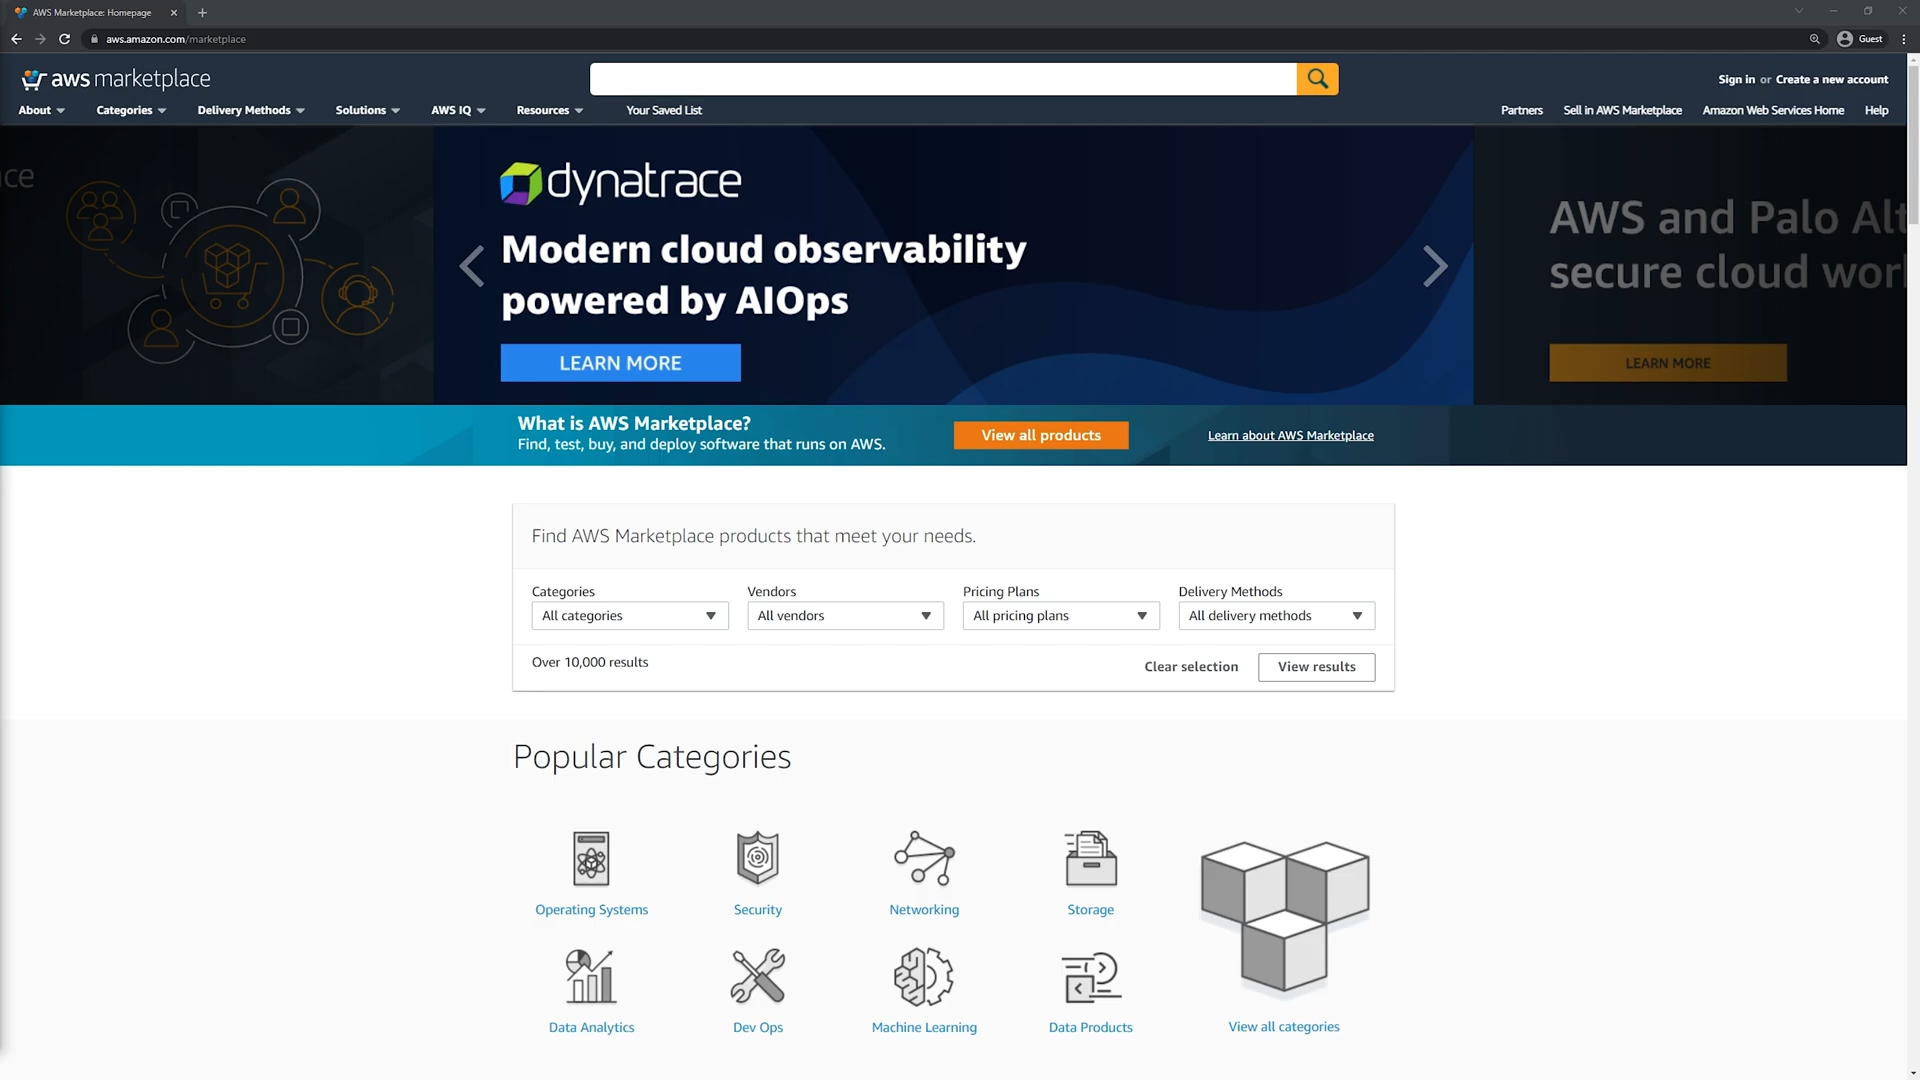 AWS Marketplace: Homepage
aws.amazon.com/marketplace
Guest
aws marketplace
Sign in or Create a new account
About Categories Delivery Methods Solutions AWS IQ Resources Your Saved List
Partners Sell in AWS Marketplace Amazon Web Services Home Help
dynatrace
Modern cloud observability
powered by AIOps
LEARN MORE
AWS and Palo Alt
secure cloud wor
LEARN MORE
What is AWS Marketplace?
Find, test, buy, and deploy software that runs on AWS.
View all products
Learn about AWS Marketplace
Find AWS Marketplace products that meet your needs.
Categories Vendors Pricing Plans Delivery Methods
All categories All vendors All pricing plans All delivery methods
Over 10,000 results
Clear selection View results
Popular Categories
Operating Systems Security Networking Storage
Data Analytics Dev Ops Machine Learning Data Products View all categories